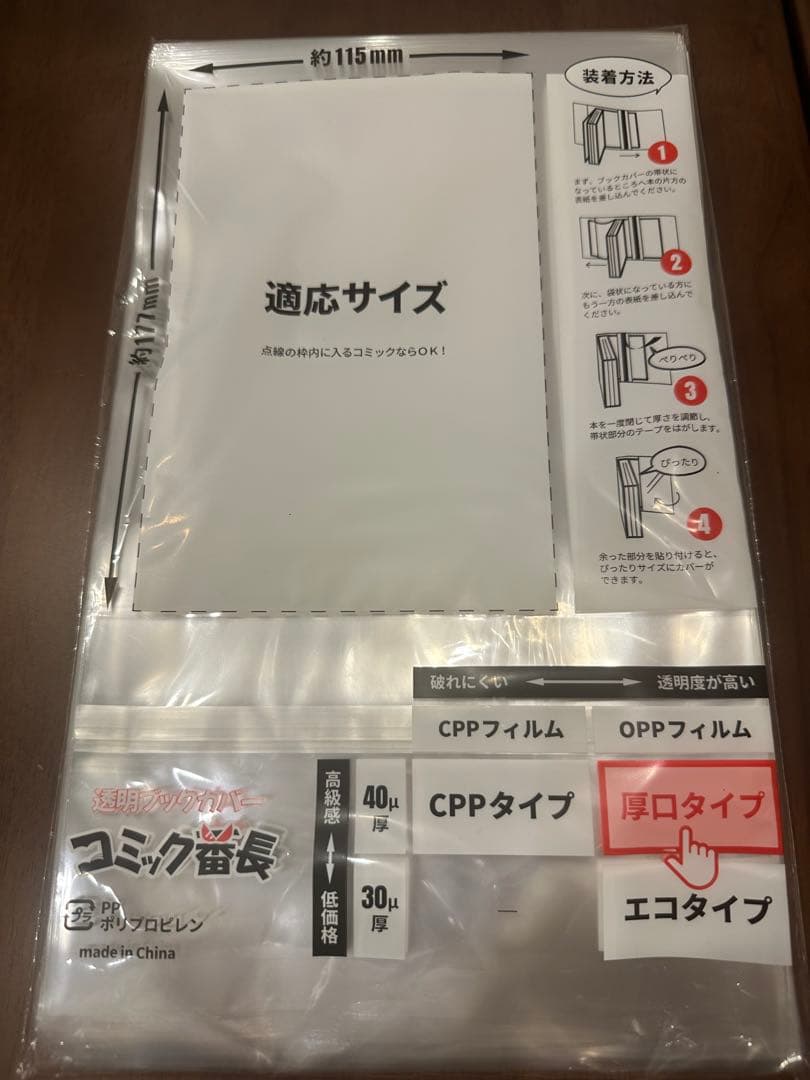 約115mm
約177mm
適応サイズ
点線の枠内に入るコミックならOK!
装着方法
1
まず、ブックカバーの帯状に
なっているところへ本の片方の
表紙を差し込んでください。
2
次に、袋状になっている方に
もう一方の表紙を差し込んで
ください。
ぺりぺり
3
本を一度閉じて厚さを調節し、
帯状部分のテープをはがします。
ぴったり
4
余った部分を貼り付けると、
ぴったりサイズにカバーが
できます。
破れにくい
透明度が高い
CPPフィルム
OPPフィルム
高級感
低価格
40μ
厚
CPPタイプ
厚口タイプ
30μ
厚
—
エコタイプ
透明ブックカバー
コミック番長
プラ
PP
ポリプロピレン
made in China